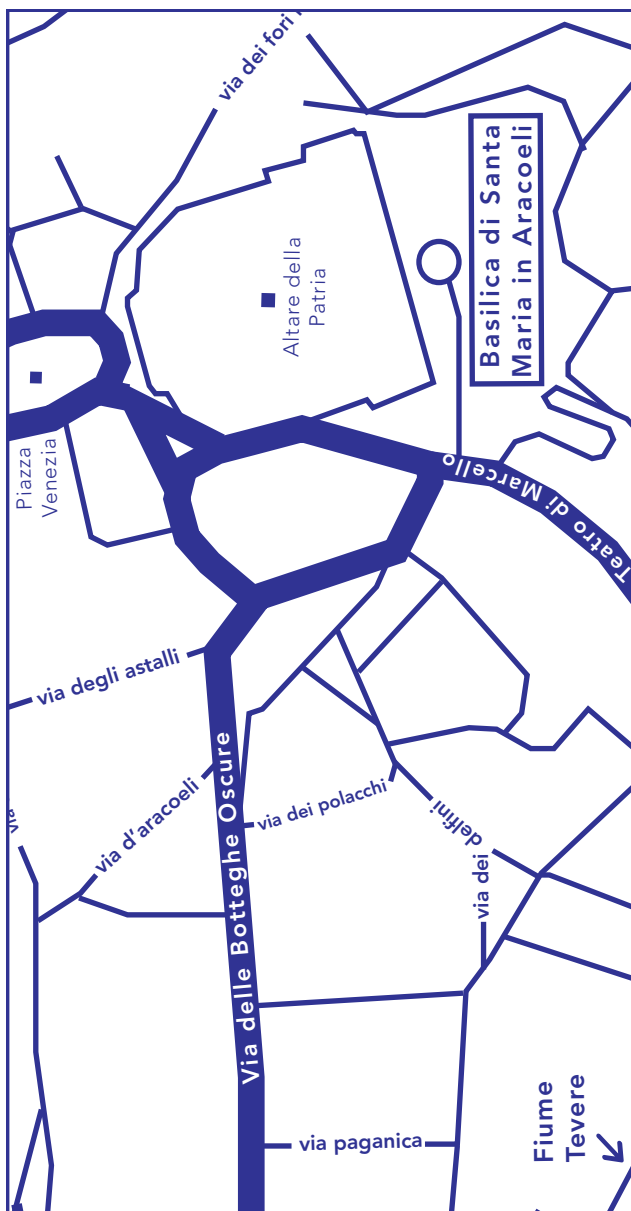 via dei fori
Basilica di Santa
Maria in Aracoeli
Altare della
Patria
Piazza
Venezia
Teatro di Marcello
via degli astalli
via d'aracoeli
via
Via delle Botteghe Oscure
via dei polacchi
via dei delfini
via paganica
Fiume
Tevere